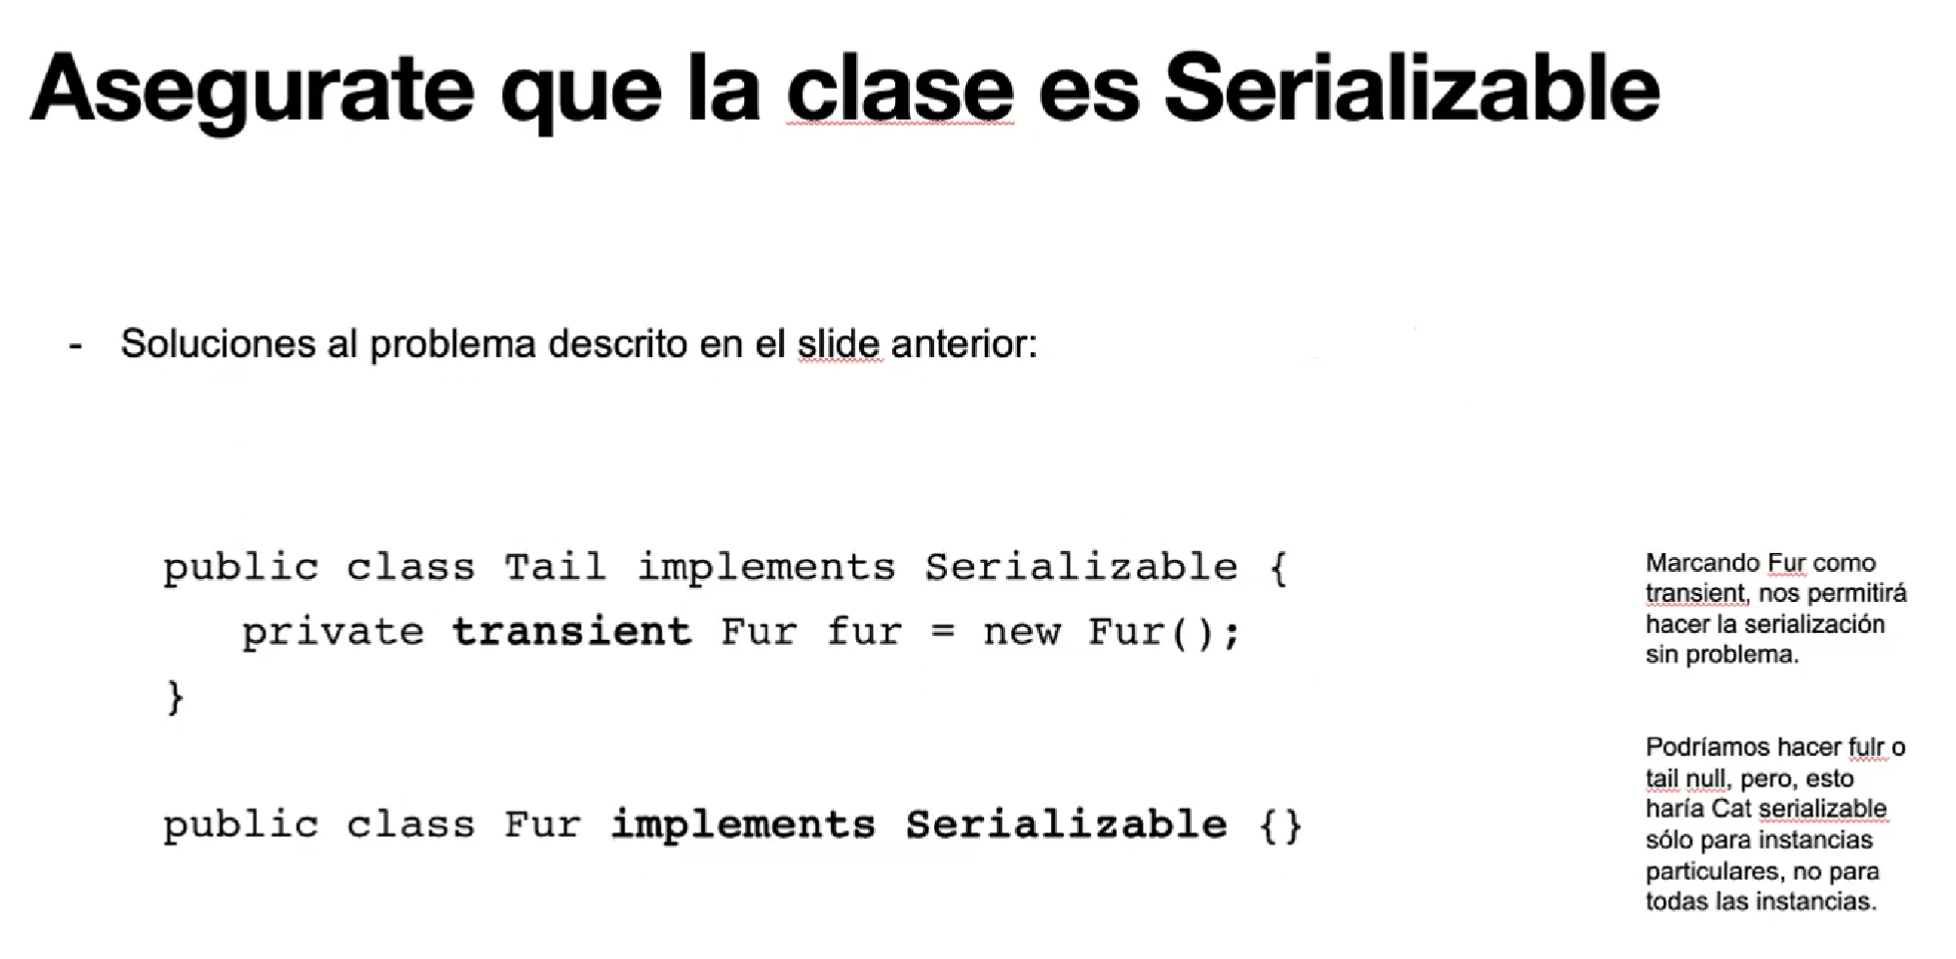 Asegurate que la clase es Serializable
- Soluciones al problema descrito en el slide anterior:
public class Tail implements Serializable {
private transient Fur fur = new Fur();
}
public class Fur implements Serializable {}
Marcando Fur como
transient, nos permitirá
hacer la serialización
sin problema.
Podríamos hacer fulr o
tail null, pero, esto
haría Cat serializable
sólo para instancias
particulares, no para
todas las instancias.